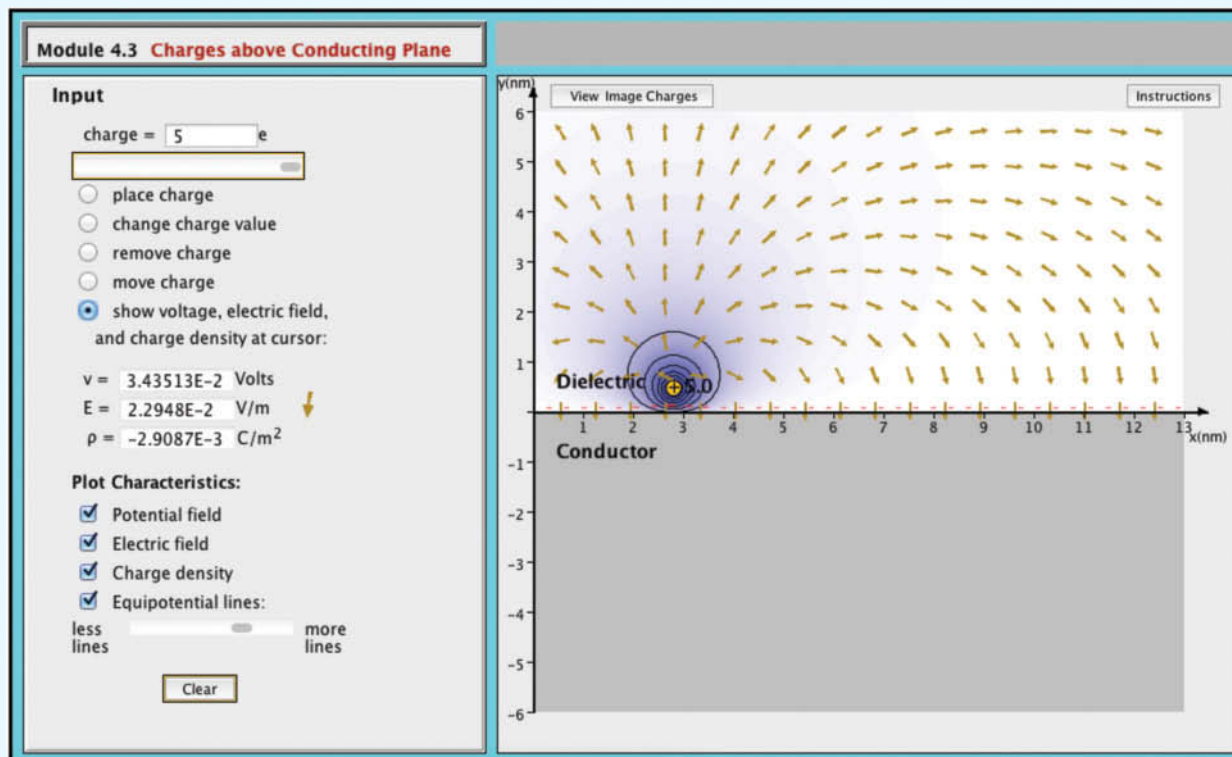 Module 4.3 Charges above Conducting Plane
Input
charge = 5 e
place charge
change charge value
remove charge
move charge
show voltage, electric field,
and charge density at cursor:
v = 3.43513E-2 Volts
E = 2.2948E-2 V/m
ρ = -2.9087E-3 C/m²
Plot Characteristics:
Potential field
Electric field
Charge density
Equipotential lines:
less lines
more lines
Clear
y(nm)
View Image Charges
Instructions
6
5
4
3
2
1
Dielectric
+5.0
1 2 3 4 5 6 7 8 9 10 11 12 13
x(nm)
Conductor
-1
-2
-3
-4
-5
-6